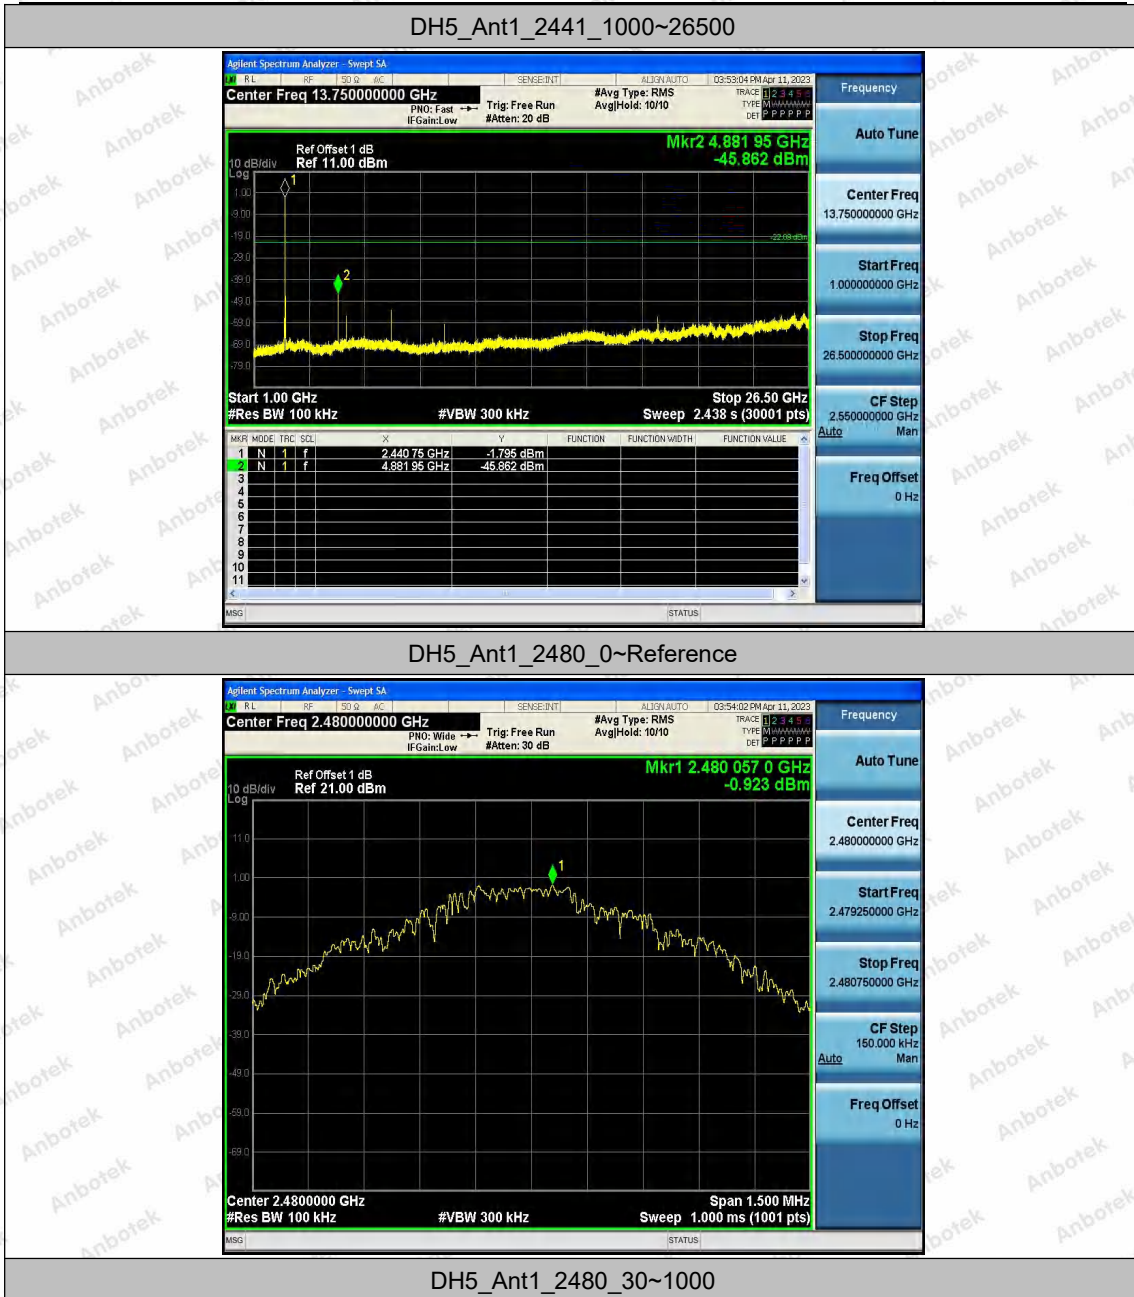 DH5_Ant1_2441_1000~26500
Agilent Spectrum Analyzer - Swept SA
RL RF 50 Ω AC SENSE:INT ALIGN AUTO 03:53:04 PM Apr 11, 2023
Center Freq 13.750000000 GHz
PNO: Fast
IFGain:Low
Trig: Free Run
#Atten: 20 dB
#Avg Type: RMS
Avg|Hold: 10/10
TRACE 1 2 3 4 5 6
TYPE M
DET P P P P P P
Ref Offset 1 dB
10 dB/div Ref 11.00 dBm
Log
Mkr2 4.881 95 GHz
-45.862 dBm
1
2
1.00
-9.00
-19.0
-22.09 dBm
-29.0
-39.0
-49.0
-59.0
-69.0
-79.0
Start 1.00 GHz Stop 26.50 GHz
#Res BW 100 kHz #VBW 300 kHz Sweep 2.438 s (30001 pts)
MKR MODE TRC SCL X Y FUNCTION FUNCTION WIDTH FUNCTION VALUE
1 N 1 f 2.440 75 GHz -1.795 dBm
2 N 1 f 4.881 95 GHz -45.862 dBm
3
4
5
6
7
8
9
10
11
MSG STATUS
Frequency
Auto Tune
Center Freq
13.750000000 GHz
Start Freq
1.000000000 GHz
Stop Freq
26.500000000 GHz
CF Step
2.550000000 GHz
Auto Man
Freq Offset
0 Hz
DH5_Ant1_2480_0~Reference
Agilent Spectrum Analyzer - Swept SA
RL RF 50 Ω AC SENSE:INT ALIGN AUTO 03:54:02 PM Apr 11, 2023
Center Freq 2.480000000 GHz
PNO: Wide
IFGain:Low
Trig: Free Run
#Atten: 30 dB
#Avg Type: RMS
Avg|Hold: 10/10
TRACE 1 2 3 4 5 6
TYPE M
DET P P P P P P
Ref Offset 1 dB
10 dB/div Ref 21.00 dBm
Log
Mkr1 2.480 057 0 GHz
-0.923 dBm
1
11.0
1.00
-9.00
-19.0
-29.0
-39.0
-49.0
-59.0
-69.0
Center 2.4800000 GHz Span 1.500 MHz
#Res BW 100 kHz #VBW 300 kHz Sweep 1.000 ms (1001 pts)
MSG STATUS
Frequency
Auto Tune
Center Freq
2.480000000 GHz
Start Freq
2.479250000 GHz
Stop Freq
2.480750000 GHz
CF Step
150.000 kHz
Auto Man
Freq Offset
0 Hz
DH5_Ant1_2480_30~1000